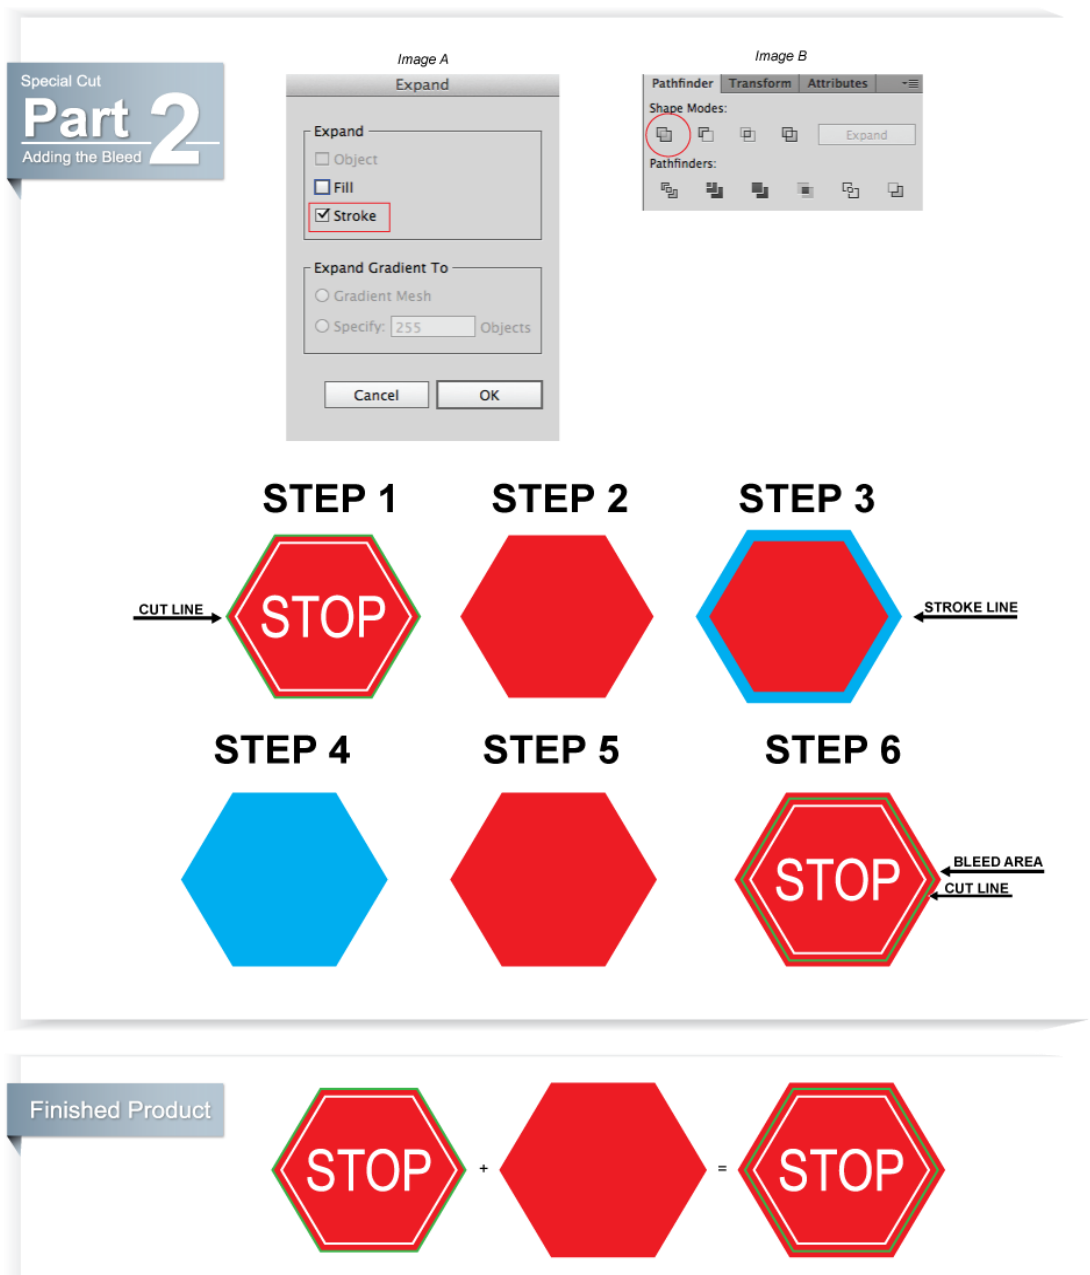 Special Cut
Part 2
Adding the Bleed
Image A
Expand
Expand
Object
Fill
Stroke
Expand Gradient To
Gradient Mesh
Specify: 255 Objects
Cancel OK
Image B
Pathfinder Transform Attributes
Shape Modes:
Expand
Pathfinders:
STEP 1 STEP 2 STEP 3
CUT LINE
STOP
STROKE LINE
STEP 4 STEP 5 STEP 6
STOP
BLEED AREA
CUT LINE
Finished Product
STOP + = STOP